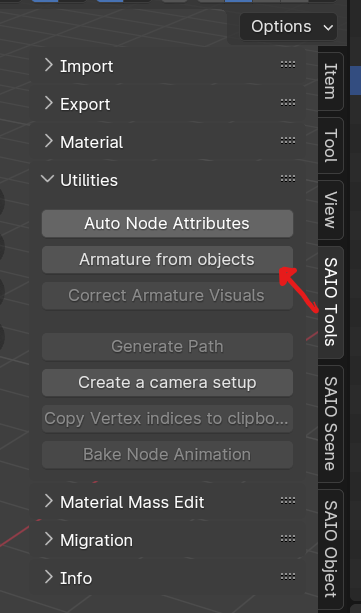 Options
Import
Export
Material
Utilities
Auto Node Attributes
Armature from objects
Correct Armature Visuals
Generate Path
Create a camera setup
Copy Vertex indices to clipbo...
Bake Node Animation
Material Mass Edit
Migration
Info
Item
Tool
View
SAIO Tools
SAIO Scene
SAIO Object